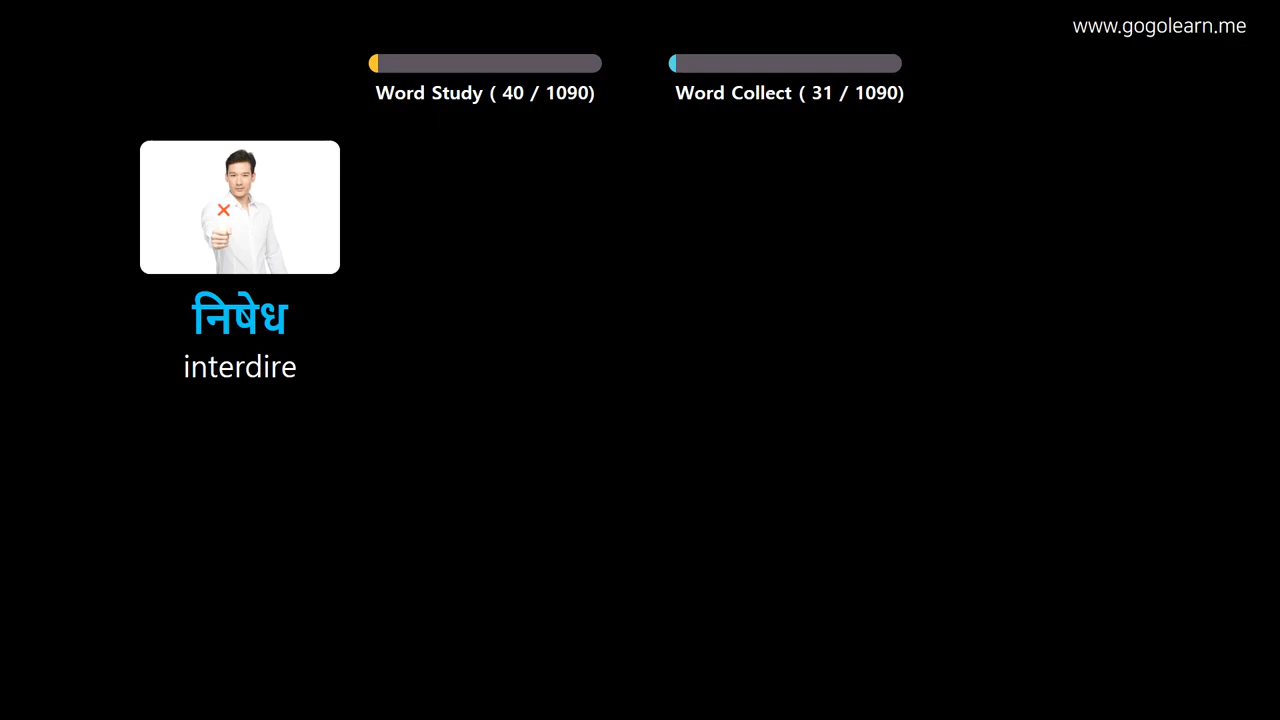 www.gogolearn.me
Word Study ( 40 / 1090)
Word Collect ( 31 / 1090)
निषेध
interdire